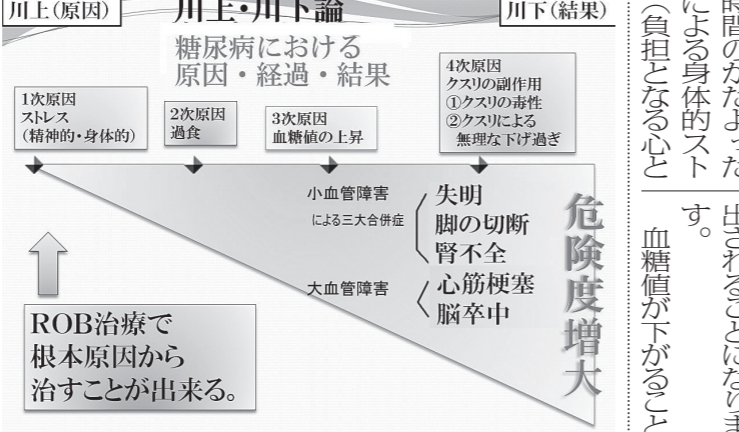 川上（原因）
川上・川下論
川下（結果）
糖尿病における
原因・経過・結果
1次原因
ストレス
（精神的・身体的）
2次原因
過食
3次原因
血糖値の上昇
4次原因
クスリの副作用
①クスリの毒性
②クスリによる
無理な下げ過ぎ
小血管障害
による三大合併症
失明
脚の切断
腎不全
大血管障害
心筋梗塞
脳卒中
危険度増大
ROB治療で
根本原因から
治すことが出来る。
時間のかたよった
による身体的スト
（負担となる心と
出されることになりま
す。
血糖値が下がること